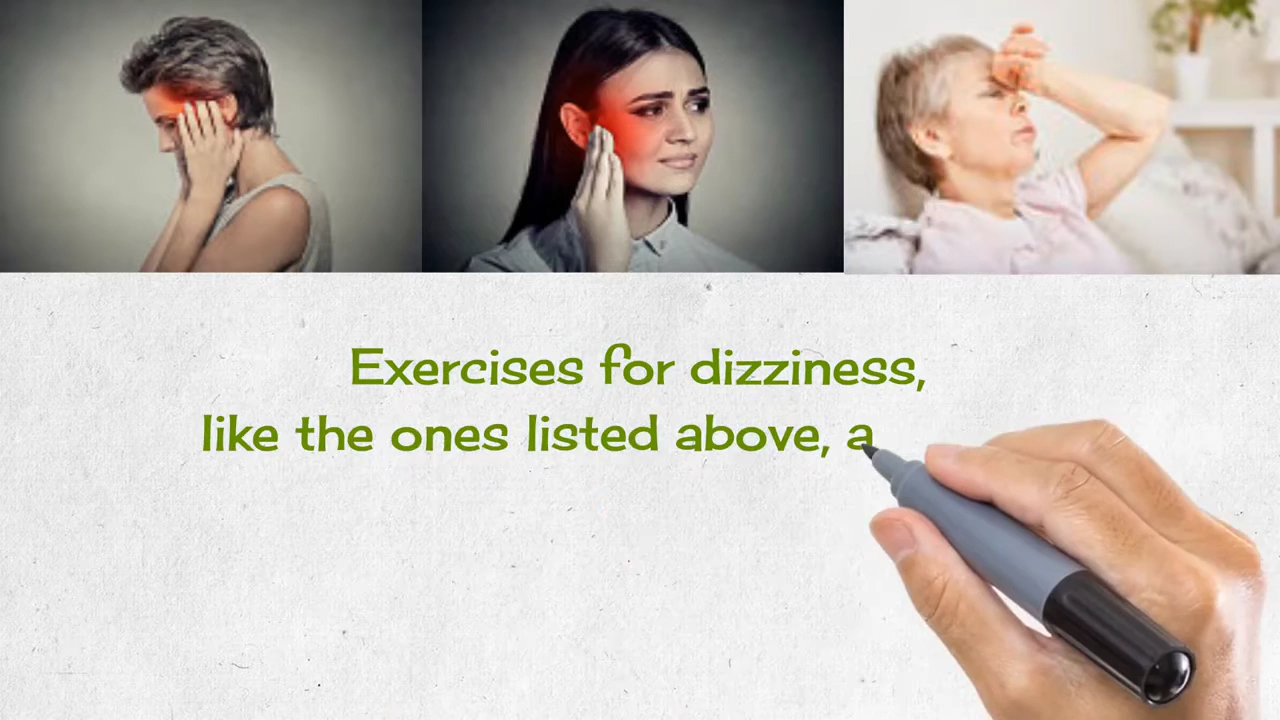 Exercises for dizziness,
like the ones listed above, a